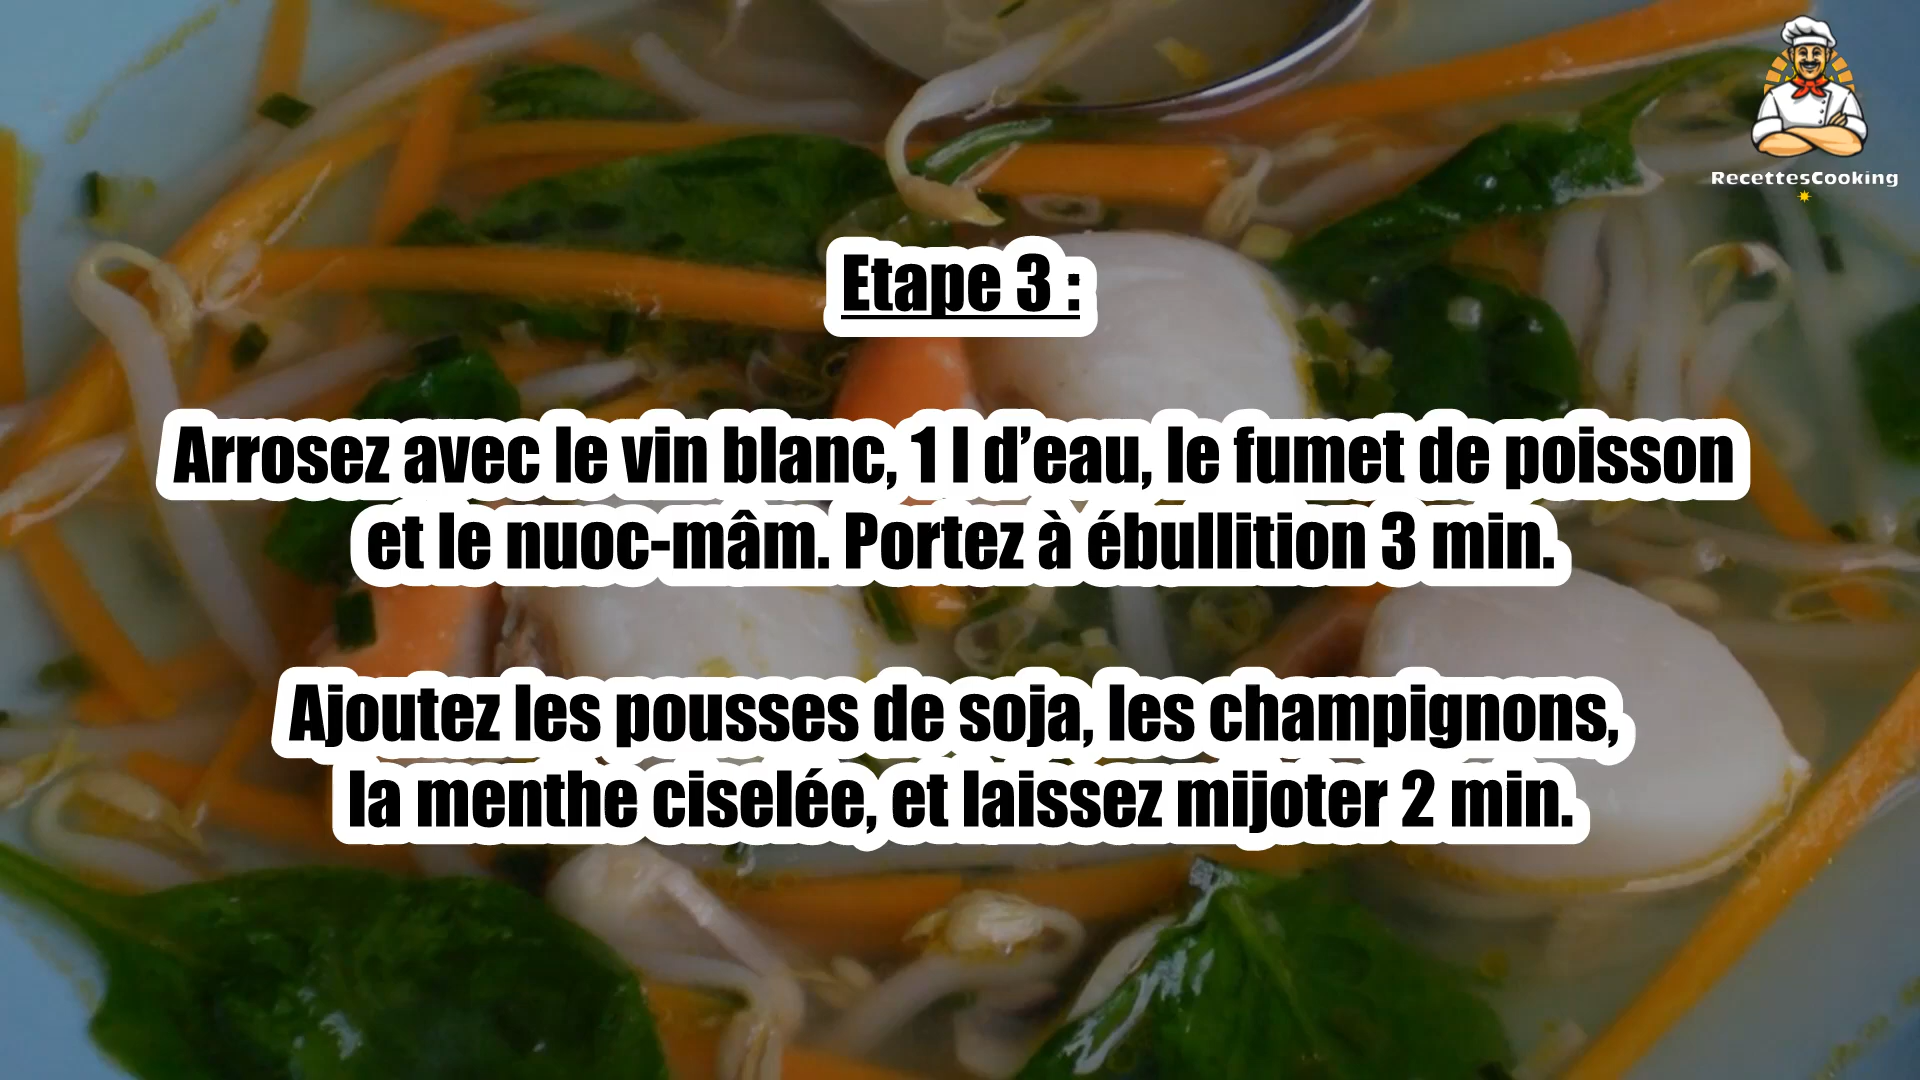 RecettesCooking
Etape 3 :
Arrosez avec le vin blanc, 1 l d’eau, le fumet de poisson
et le nuoc-mâm. Portez à ébullition 3 min.
Ajoutez les pousses de soja, les champignons,
la menthe ciselée, et laissez mijoter 2 min.